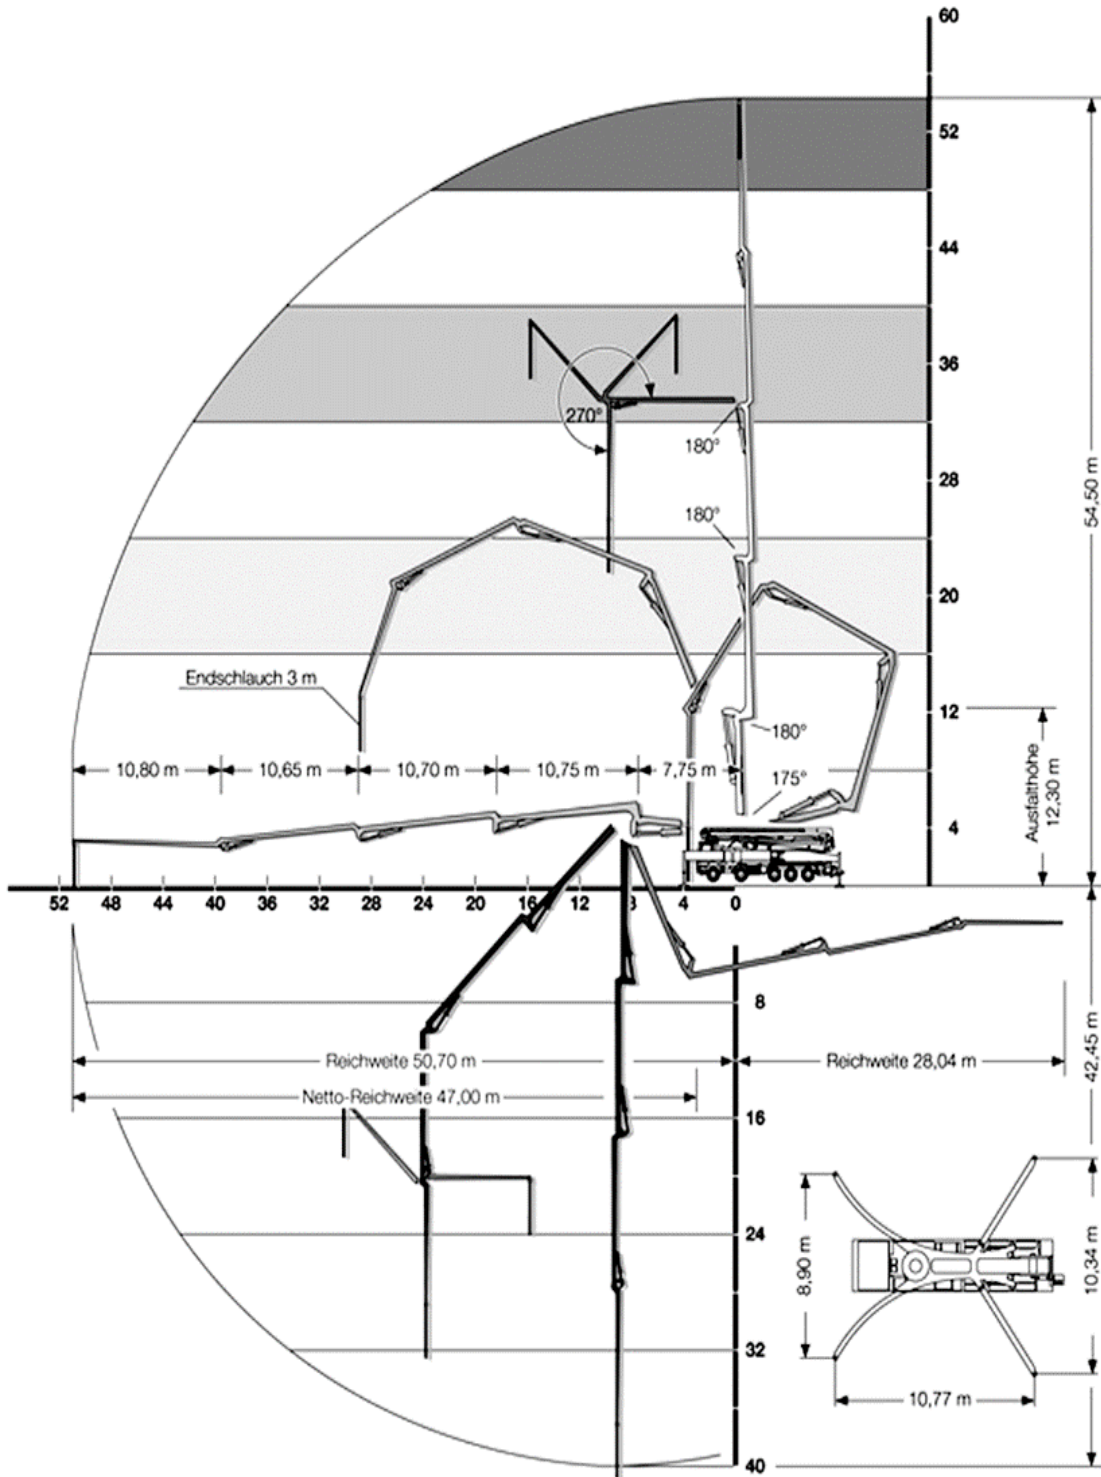 60
52
44
36
270°
180°
28
54,50 m
180°
20
Endschlauch 3 m
12
180°
10,80 m
10,65 m
10,70 m
10,75 m
7,75 m
175°
Ausfalthöhe
12,30 m
4
52 48 44 40 36 32 28 24 20 16 12 8 4 0
8
42,45 m
Reichweite 50,70 m
Reichweite 28,04 m
Netto-Reichweite 47,00 m
16
24
8,90 m
10,34 m
32
10,77 m
40